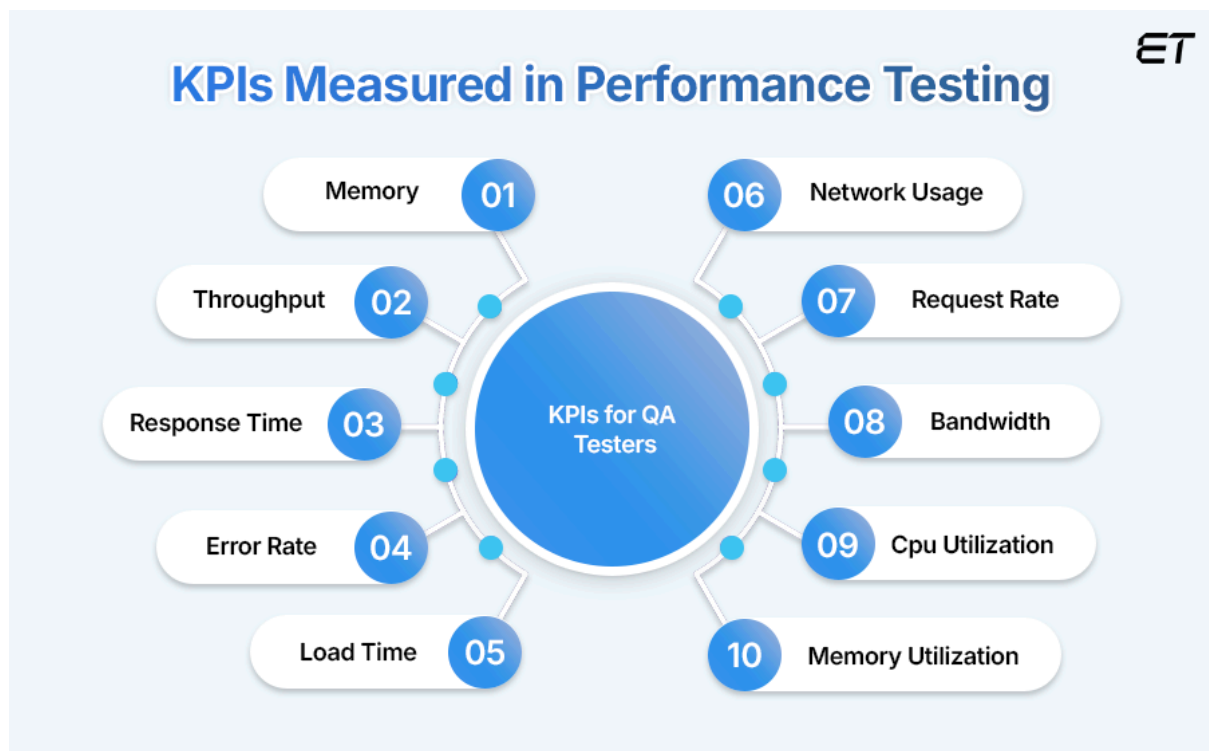 ET
KPIs Measured in Performance Testing
Memory 01
Throughput 02
Response Time 03
Error Rate 04
Load Time 05
KPIs for QA
Testers
06 Network Usage
07 Request Rate
08 Bandwidth
09 Cpu Utilization
10 Memory Utilization